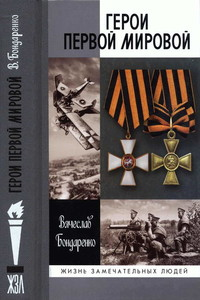 В. Бондаренко
ГЕРОИ ПЕРВОЙ МИРОВОЙ
ЖЗЛ
ГЕРОИ
ПЕРВОЙ МИРОВОЙ
Вячеслав
Бондаренко
ЖИЗНЬ ЗАМЕЧАТЕЛЬНЫХ ЛЮДЕЙ